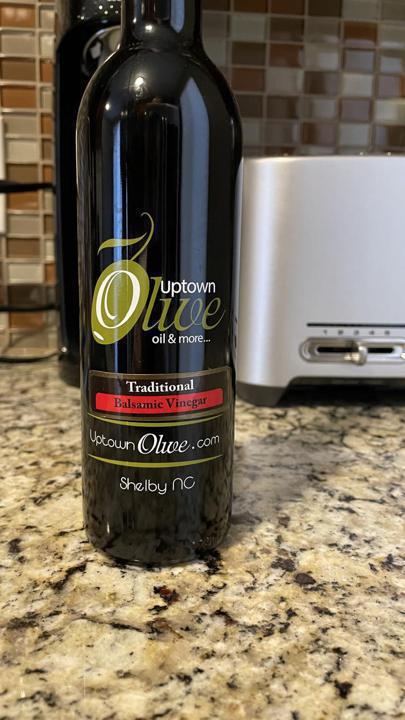 Uptown
Olive
oil & more...
Traditional
Balsamic Vinegar
UptownOlive.com
Shelby NC